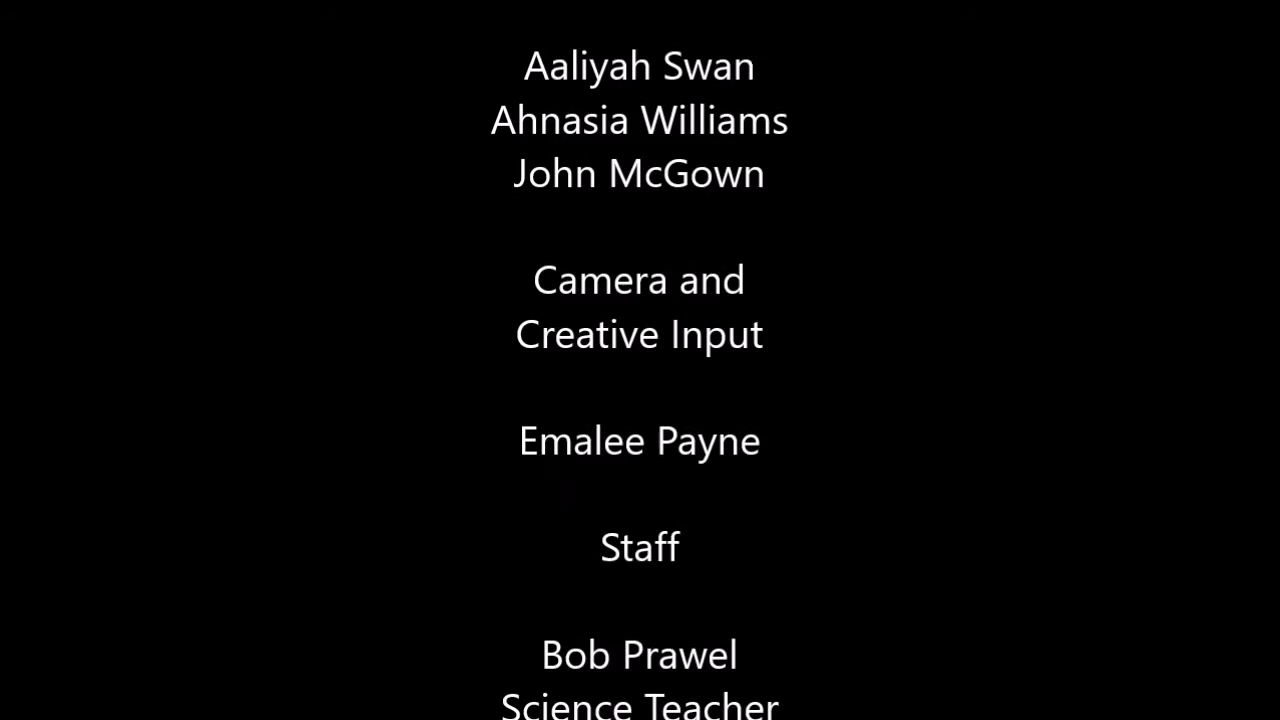 Aaliyah Swan
Ahnasia Williams
John McGown
Camera and
Creative Input
Emalee Payne
Staff
Bob Prawel
Science Teacher